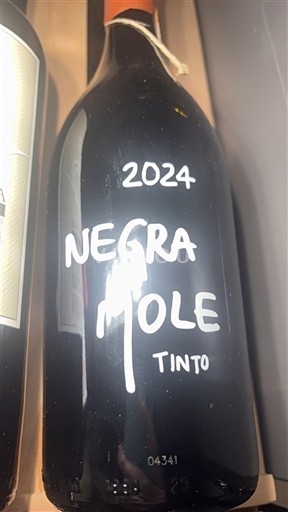 2024
NEGRA
MOLE
TINTO
04341